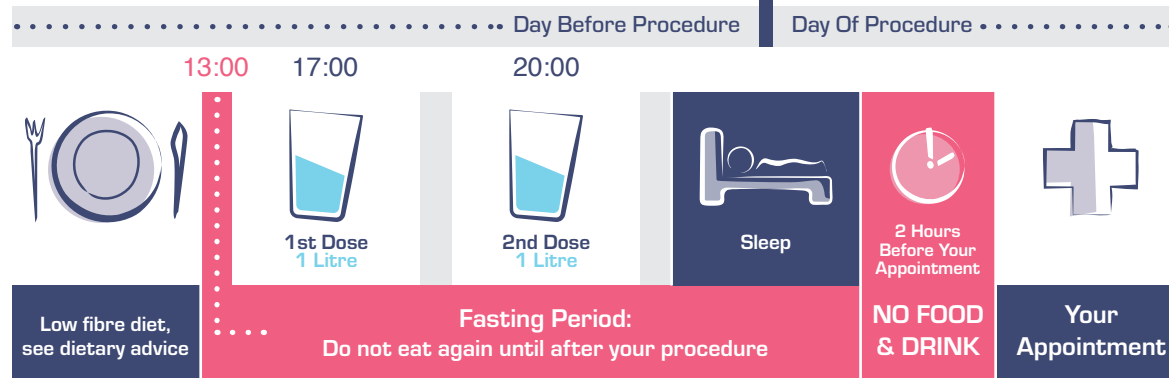 Day Before Procedure
Day Of Procedure
13:00
17:00
20:00
1st Dose
1 Litre
2nd Dose
1 Litre
Sleep
2 Hours
Before Your
Appointment
Low fibre diet,
see dietary advice
Fasting Period:
Do not eat again until after your procedure
NO FOOD
& DRINK
Your
Appointment